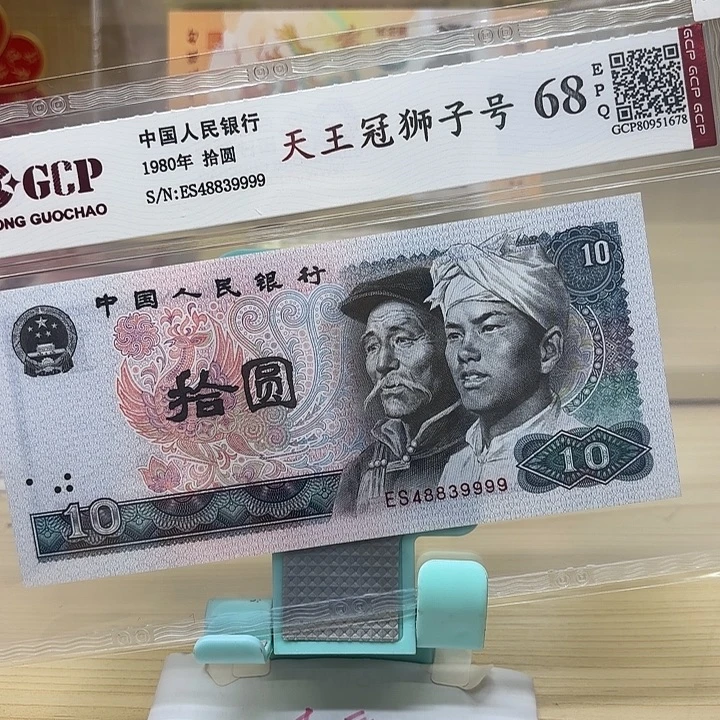 GCP
ONG GUOCHAO
中国人民银行
1980年 拾圆
S/N:ES48839999
天王冠狮子号
68
EPQ
GCP80951678
GCP GCP GCP
中国人民银行
10
拾圆
10
ES48839999
10